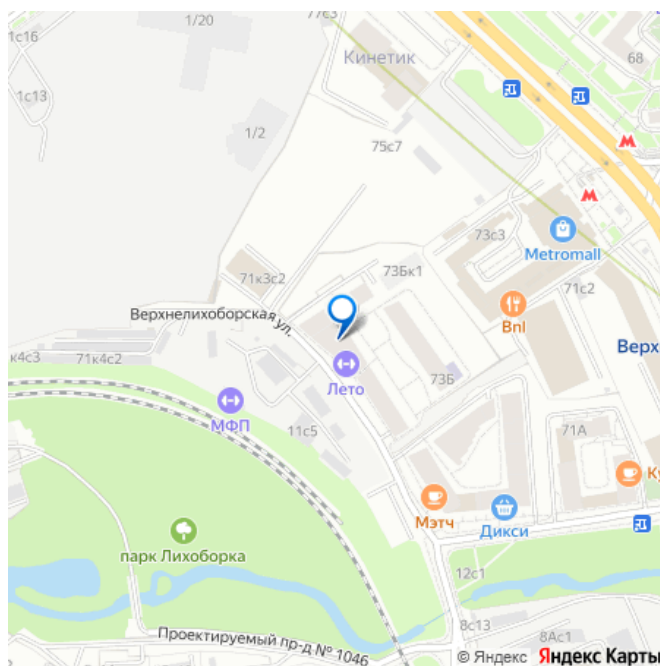 77с3
1/20
1с16
Кинетик
68
1с13
1/2
75с7
М
М
73с3
Metromall
71к3с2
73Бк1
71с2
Верхнелихоборская ул.
Bnl
Верх
к4с3
71к4с2
Лето
73Б
МФП
11с5
71А
Мэтч
Дикси
Ку
парк Лихоборка
12с1
8с13
8Ас1
Проектируемый пр-д № 1046
© Яндекс Яндекс Карты